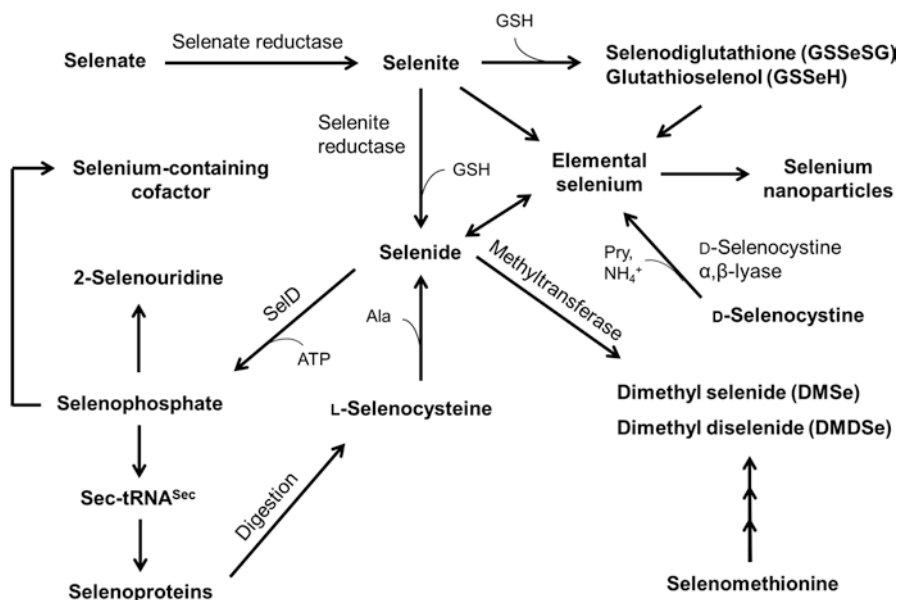 GSH
Selenate
Selenate reductase
Selenite
Selenodiglutathione (GSSeSG)
Glutathioselenol (GSSeH)
Selenite
reductase
Selenium-containing
cofactor
GSH
Elemental
selenium
Selenium
nanoparticles
Selenide
Methyltransferase
Pry,
NH₄⁺
D-Selenocystine
α,β-lyase
2-Selenouridine
SelD
ATP
Ala
D-Selenocystine
Selenophosphate
L-Selenocysteine
Dimethyl selenide (DMSe)
Dimethyl diselenide (DMDSe)
Sec-tRNAˢᵉᶜ
Digestion
Selenoproteins
Selenomethionine